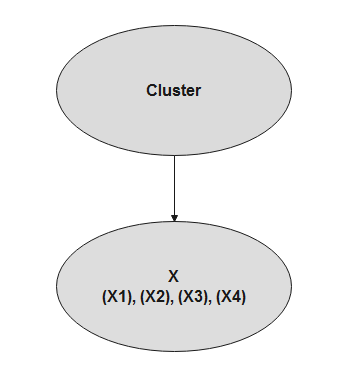 Cluster
X
(X1), (X2), (X3), (X4)